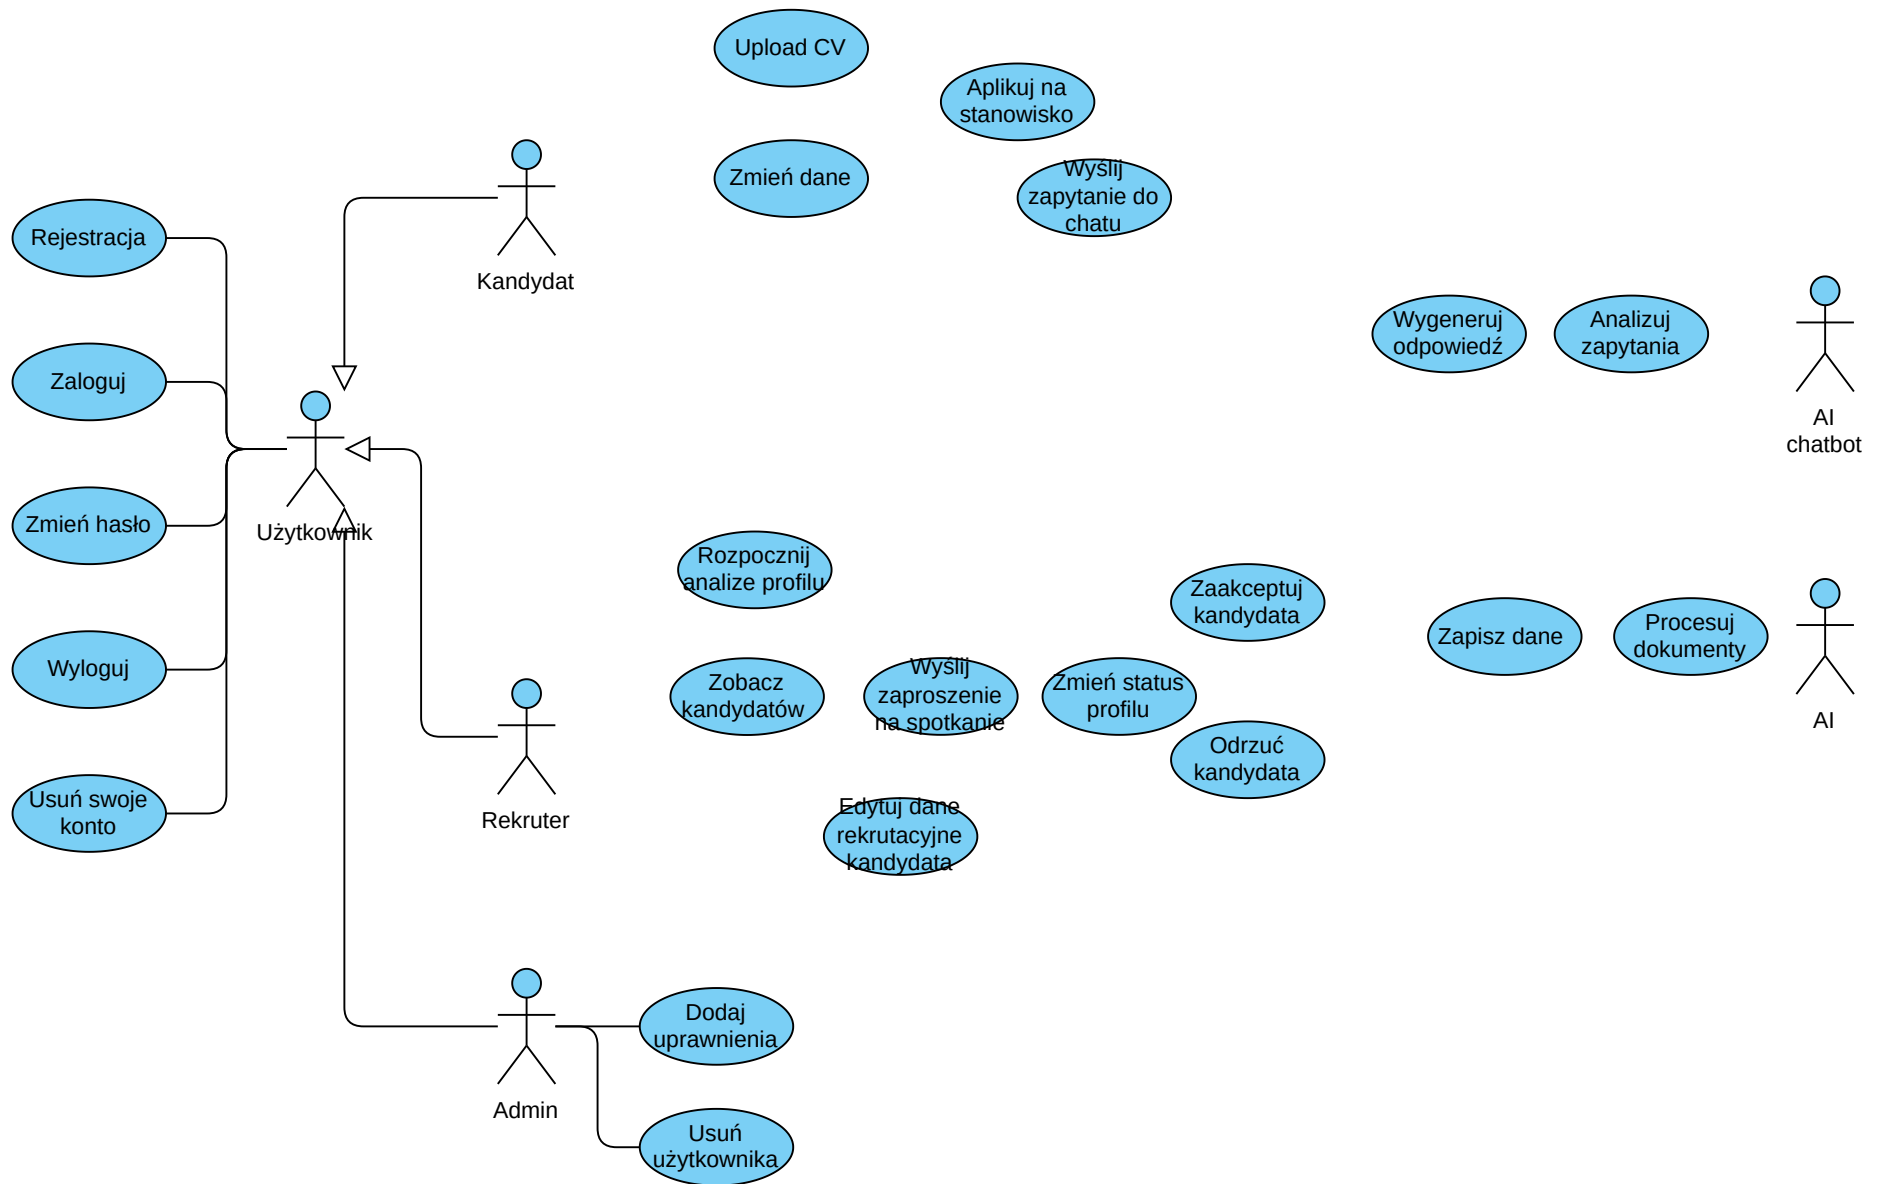 Upload CV
Aplikuj na
stanowisko
Zmień dane
Wyślij
zapytanie do
chatu
Rejestracja
Kandydat
Wygeneruj
odpowiedź
Analizuj
zapytania
Zaloguj
AI
chatbot
Zmień hasło
Użytkownik
Rozpocznij
analize profilu
Zaakceptuj
kandydata
Zapisz dane
Procesuj
dokumenty
Wyloguj
Zobacz
kandydatów
Wyślij
zaproszenie
na spotkanie
Zmień status
profilu
AI
Odrzuć
kandydata
Usuń swoje
konto
Rekruter
Edytuj dane
rekrutacyjne
kandydata
Dodaj
uprawnienia
Admin
Usuń
użytkownika